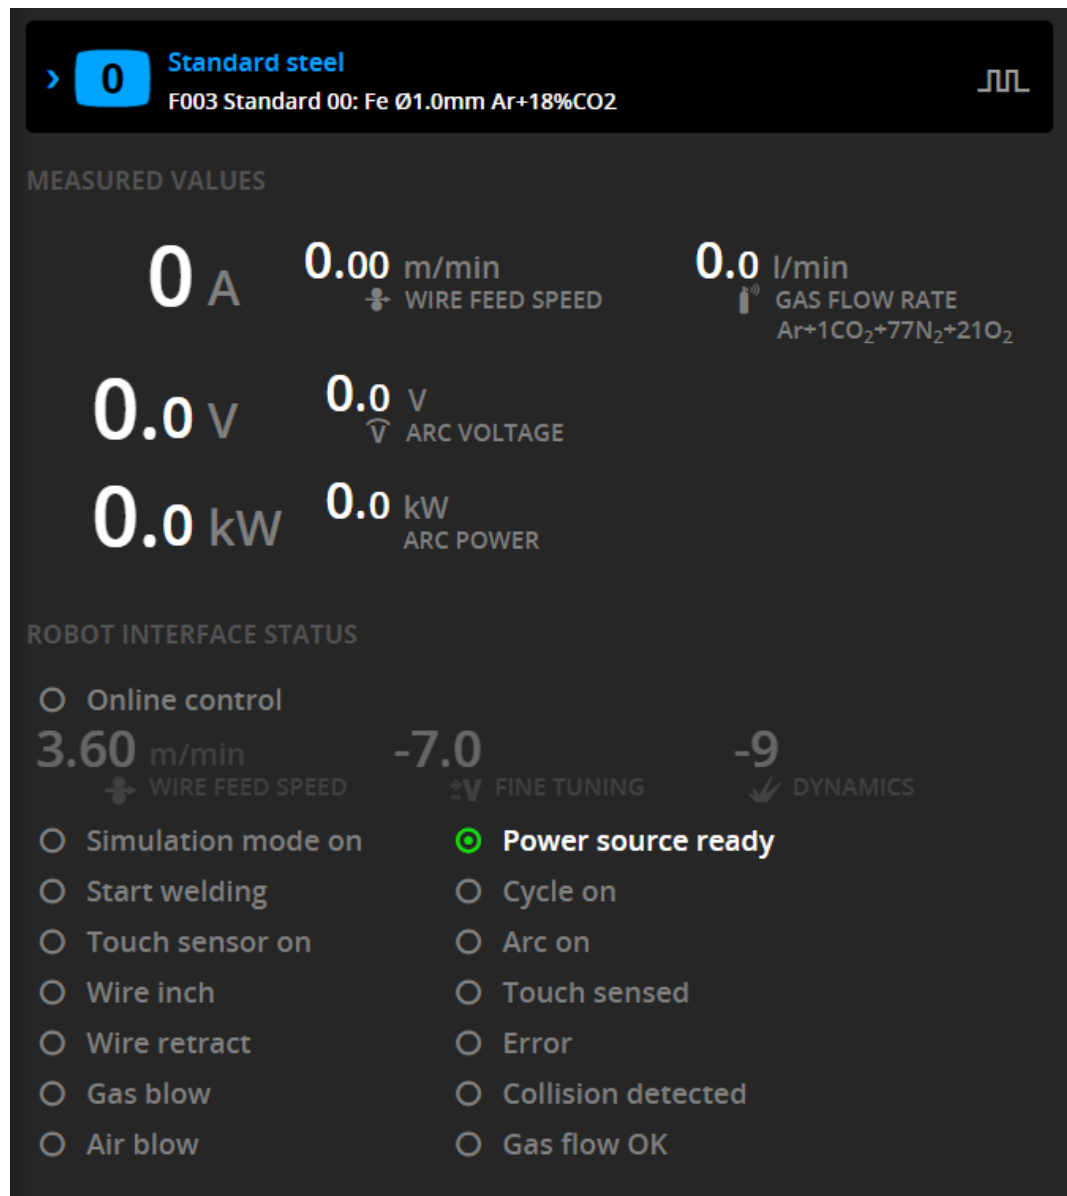 0
Standard steel
F003 Standard 00: Fe Ø1.0mm Ar+18%CO2
MEASURED VALUES
0 A
0.00 m/min
WIRE FEED SPEED
0.0 l/min
GAS FLOW RATE
Ar+1CO₂+77N₂+21O₂
0.0 V
0.0 V
V ARC VOLTAGE
0.0 kW
0.0 kW
ARC POWER
ROBOT INTERFACE STATUS
Online control
3.60 m/min
WIRE FEED SPEED
-7.0
±V FINE TUNING
-9
DYNAMICS
Simulation mode on
Power source ready
Start welding
Cycle on
Touch sensor on
Arc on
Wire inch
Touch sensed
Wire retract
Error
Gas blow
Collision detected
Air blow
Gas flow OK